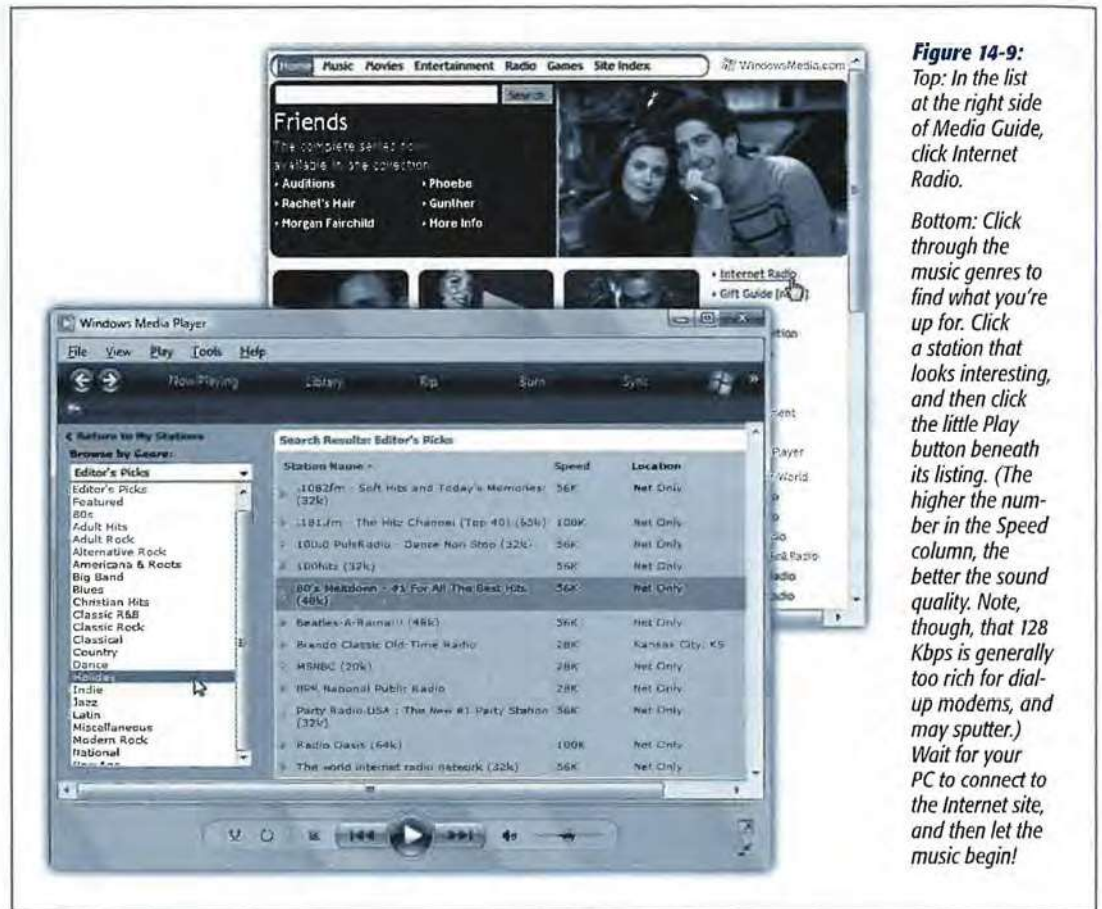 Home Music Movies Entertainment Radio Games Site Index
WindowsMedia.com
Search
Friends
The complete series now
available in one collection
Auditions
Phoebe
Rachel's Hair
Gunther
Morgan Fairchild
More Info
Internet Radio
Gift Guide
Windows Media Player
File View Play Tools Help
Now Playing Library Rip Burn Sync
Return to My Stations
Browse by Genre:
Editor's Picks
Editor's Picks
Featured
80s
Adult Hits
Adult Rock
Alternative Rock
Americana & Roots
Big Band
Blues
Christian Hits
Classic R&B
Classic Rock
Classical
Country
Dance
Holiday
Indie
Jazz
Latin
Miscellaneous
Modern Rock
National
New Age
Search Results: Editor's Picks
Station Name Speed Location
.1082fm - Soft Hits and Today's Memories 56K Net Only
(32k)
.181.fm - The Hitz Channel (Top 40) 100K Net Only
100.0 PulsRadio - Dance Non Stop (32k) 56K Net Only
100hitz (32k) 56K Net Only
80's Meltdown - #1 For All The Best Hits 56K Net Only
(48k)
Beatles-A-Rama!!! (48k) 56K Net Only
Brando Classic Old-Time Radio 28K Kansas City, KS
MSNBC (20k) 28K Net Only
NPR National Public Radio 28K Net Only
Party Radio USA : The New #1 Party Station 56K Net Only
(32k)
Radio Oasis (64k) 100K Net Only
The world internet radio network (32k) 56K Net Only
Player
World
Radio
Figure 14-9:
Top: In the list
at the right side
of Media Guide,
click Internet
Radio.
Bottom: Click
through the
music genres to
find what you're
up for. Click
a station that
looks interesting,
and then click
the little Play
button beneath
its listing. (The
higher the num-
ber in the Speed
column, the
better the sound
quality. Note,
though, that 128
Kbps is generally
too rich for dial-
up modems, and
may sputter.)
Wait for your
PC to connect to
the Internet site,
and then let the
music begin!